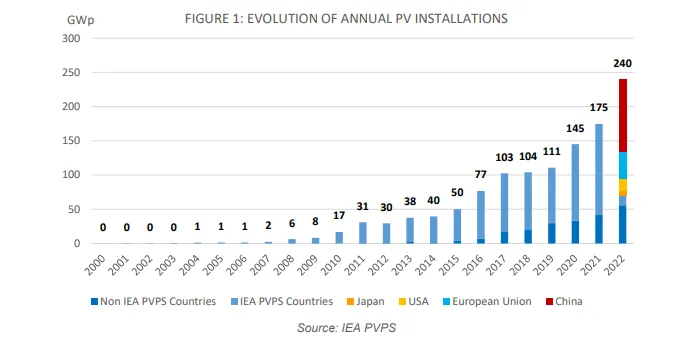 GWp
FIGURE 1: EVOLUTION OF ANNUAL PV INSTALLATIONS
300
250
200
150
100
50
0
0 0 0 0 1 1 1 2 6 8 17 31 30 38 40 50 77 103 104 111 145 175 240
2000 2001 2002 2003 2004 2005 2006 2007 2008 2009 2010 2011 2012 2013 2014 2015 2016 2017 2018 2019 2020 2021 2022
Non IEA PVPS Countries IEA PVPS Countries Japan USA European Union China
Source: IEA PVPS